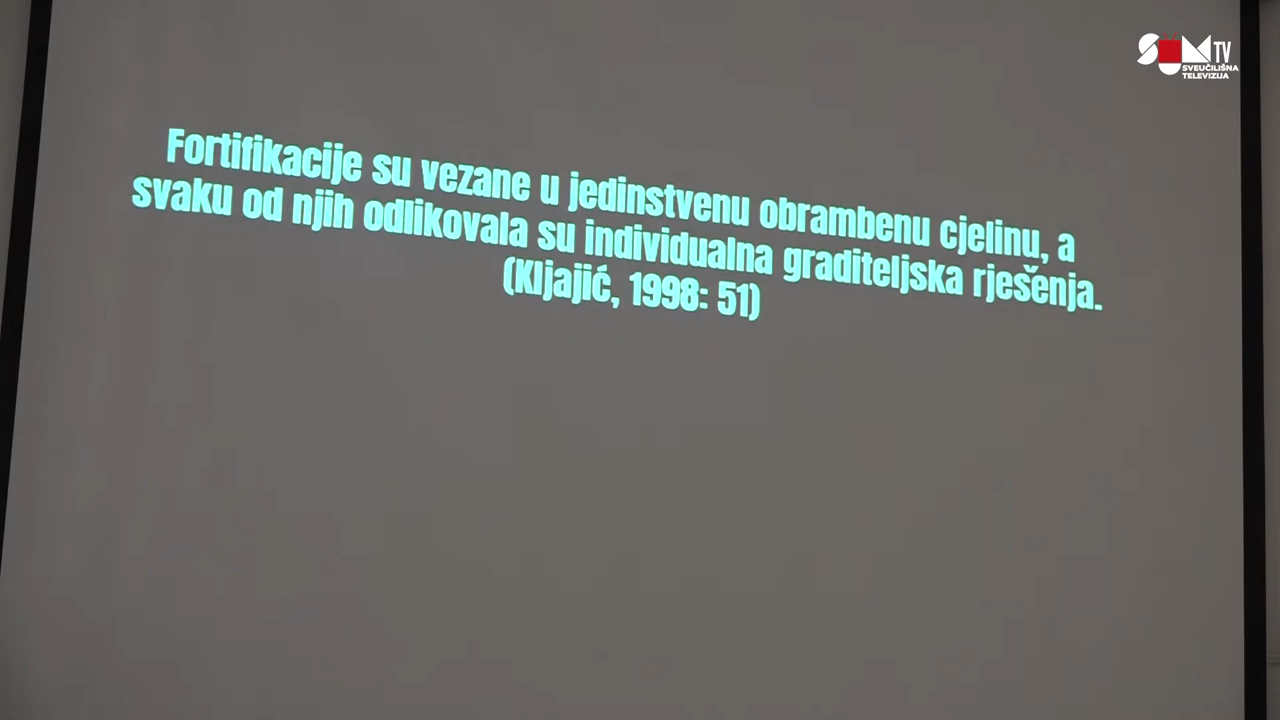 SUM TV
SVEUČILIŠNA
TELEVIZIJA
Fortifikacije su vezane u jedinstvenu obrambenu cjelinu, a
svaku od njih odlikovala su individualna graditeljska rješenja.
(Kljajić, 1998: 51)